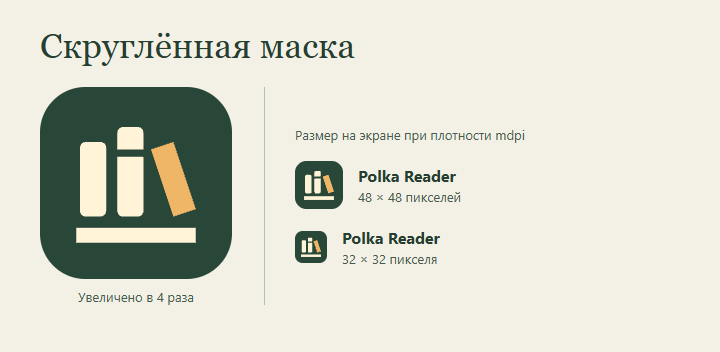 Скруглённая маска
Увеличено в 4 раза
Размер на экране при плотности mdpi
Polka Reader
48 × 48 пикселей
Polka Reader
32 × 32 пикселя